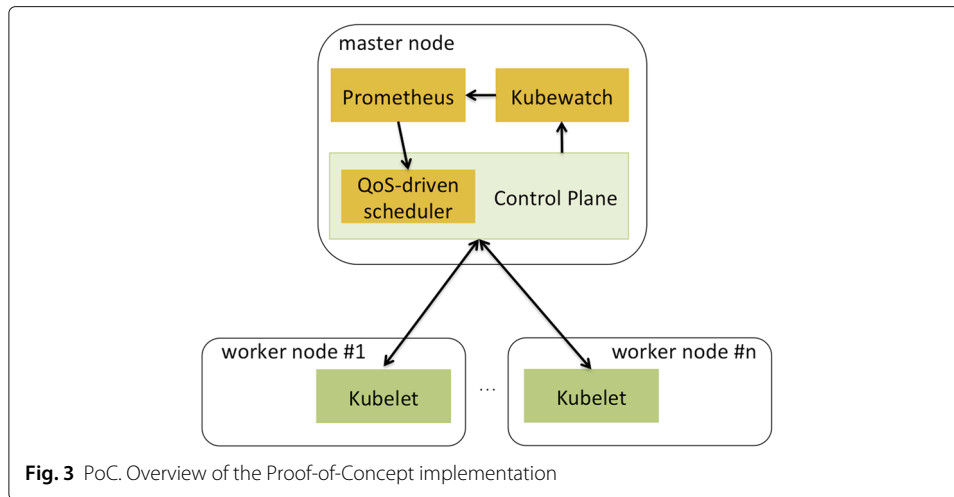 master node
Prometheus
Kubewatch
QoS-driven
scheduler
Control Plane
worker node #1
worker node #n
Kubelet
...
Kubelet
Fig. 3 PoC. Overview of the Proof-of-Concept implementation